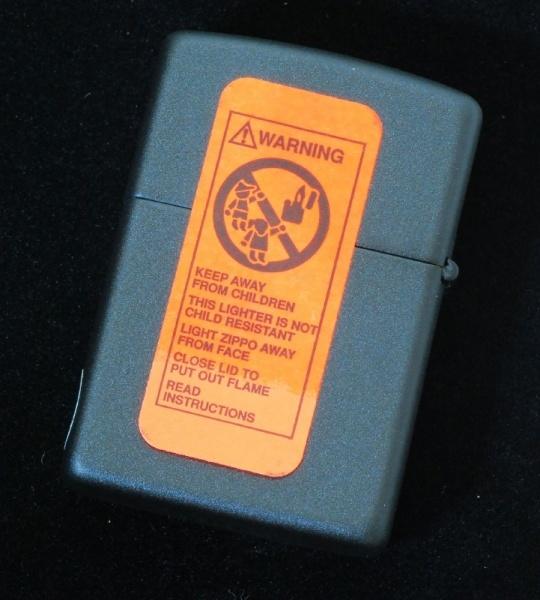 WARNING
KEEP AWAY
FROM CHILDREN
THIS LIGHTER IS NOT
CHILD RESISTANT
LIGHT ZIPPO AWAY
FROM FACE
CLOSE LID TO
PUT OUT FLAME
READ
INSTRUCTIONS